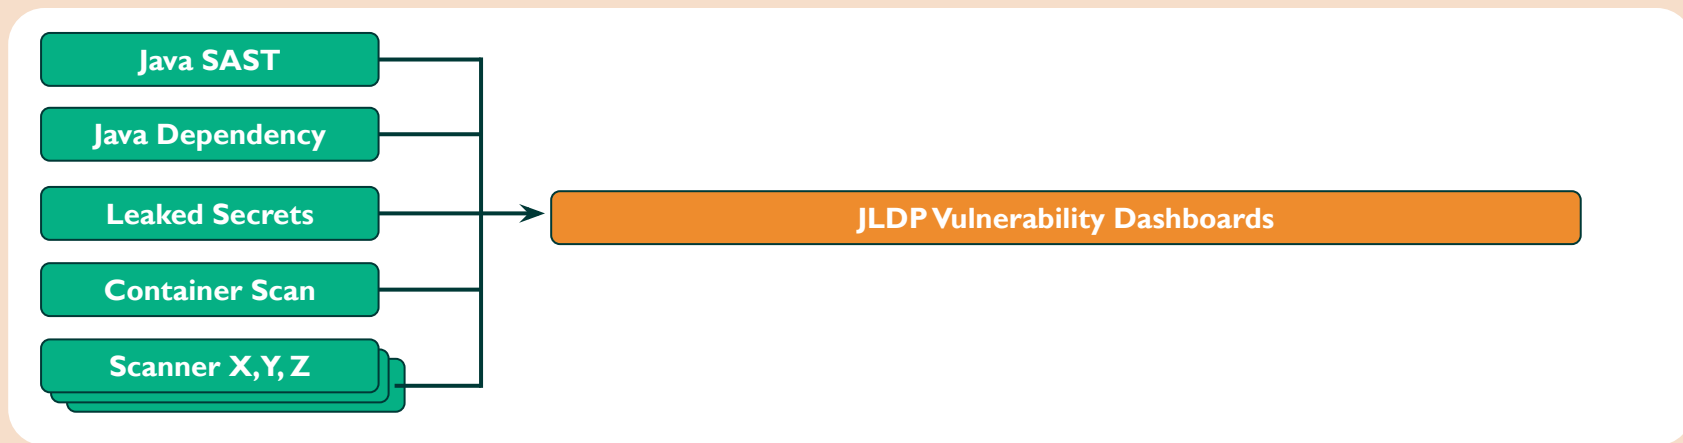 Java SAST
Java Dependency
Leaked Secrets
Container Scan
Scanner X,Y, Z
JLDP Vulnerability Dashboards